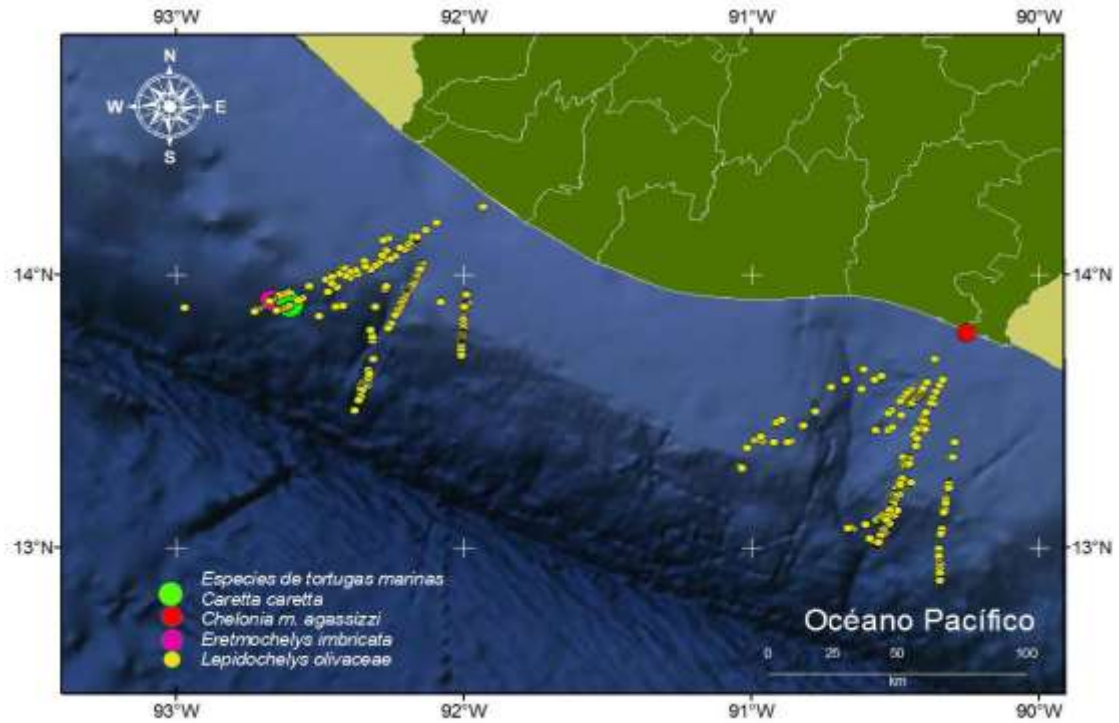 93°W 92°W 91°W 90°W
N
W E
S
14°N 14°N
13°N 13°N
Especies de tortugas marinas
Caretta caretta
Chelonia m. agassizzi
Eretmochelys imbricata
Lepidochelys olivaceae
Océano Pacífico
0 25 50 100
km
93°W 92°W 91°W 90°W